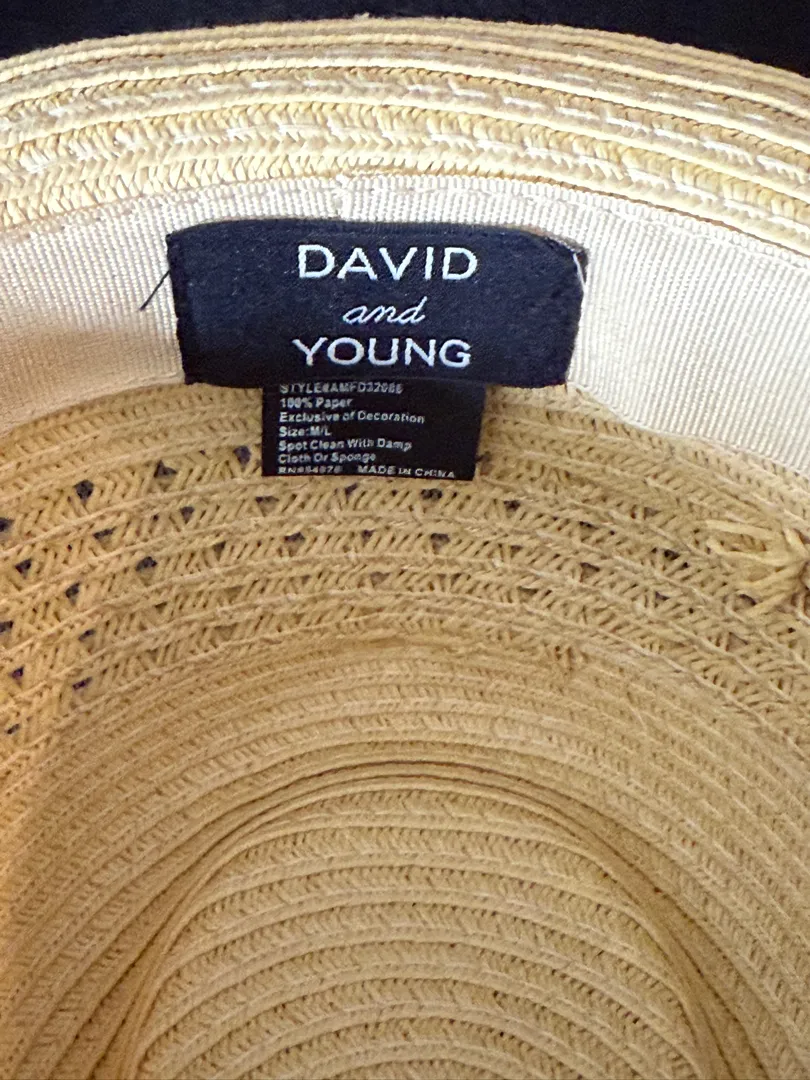 DAVID
and
YOUNG
100% Paper
Exclusive of Decoration
Size:M/L
Spot Clean With Damp
Cloth Or Sponge
MADE IN CHINA